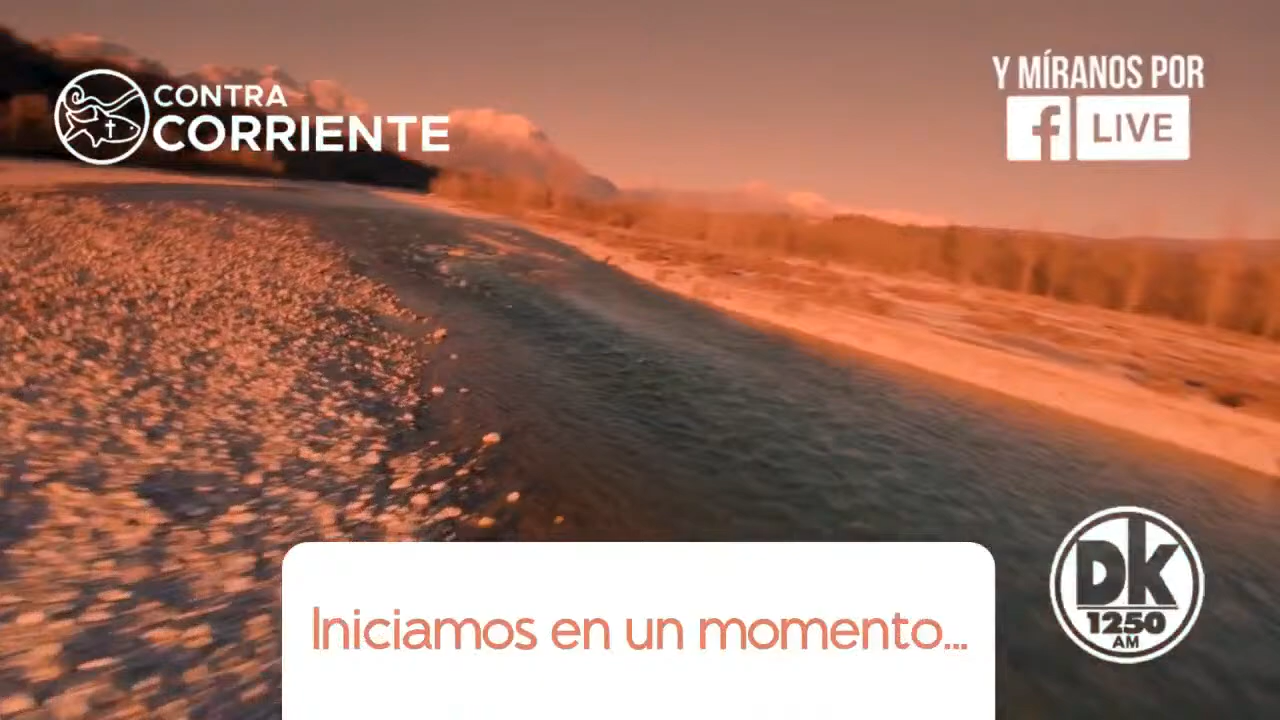 CONTRA
CORRIENTE
Y MÍRANOS POR
f LIVE
DK
1250
AM
Iniciamos en un momento...